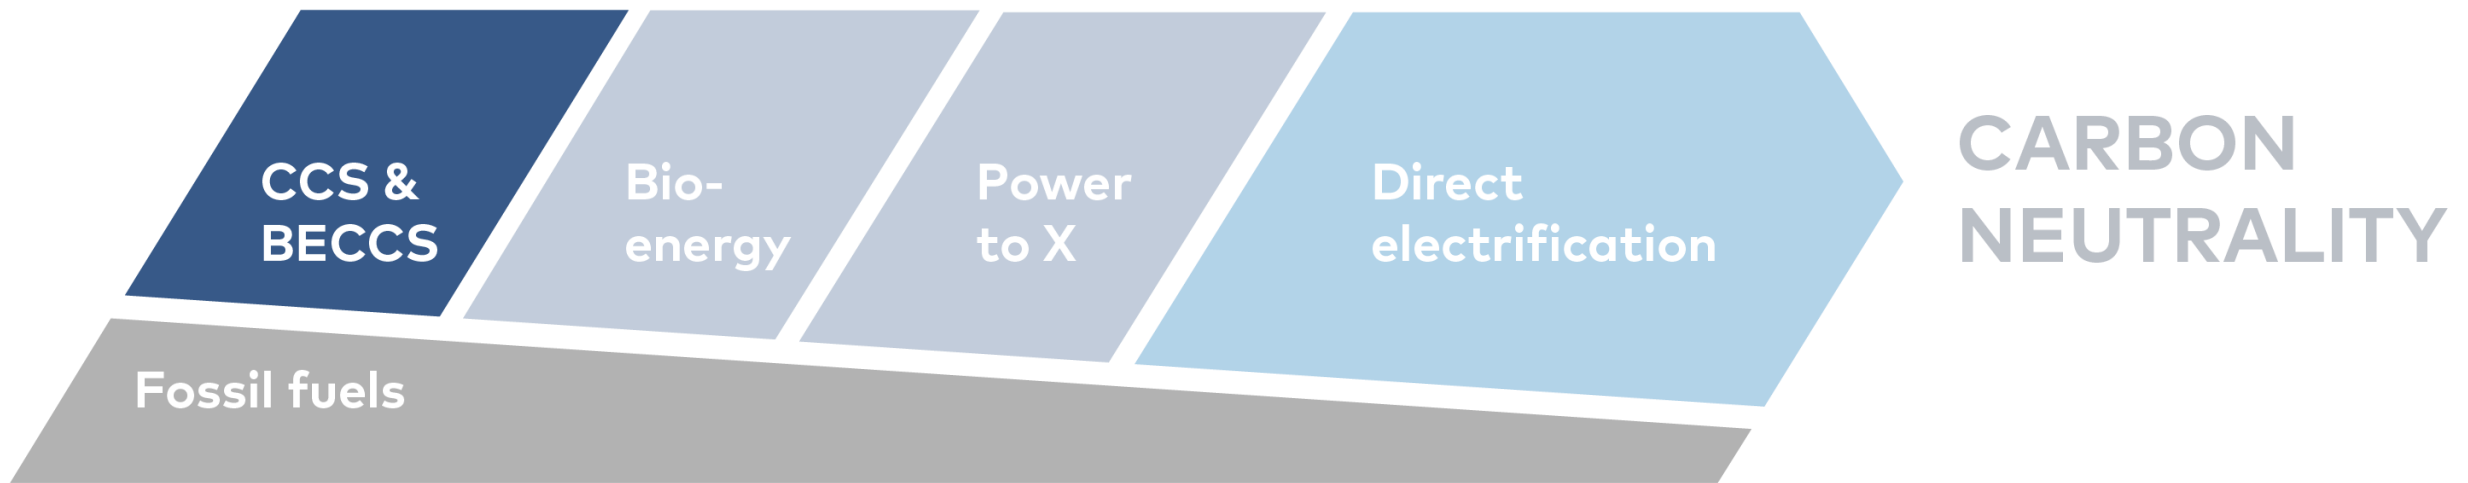 CCS &
BECCS
Bio-
energy
Power
to X
Direct
electrification
CARBON
NEUTRALITY
Fossil fuels